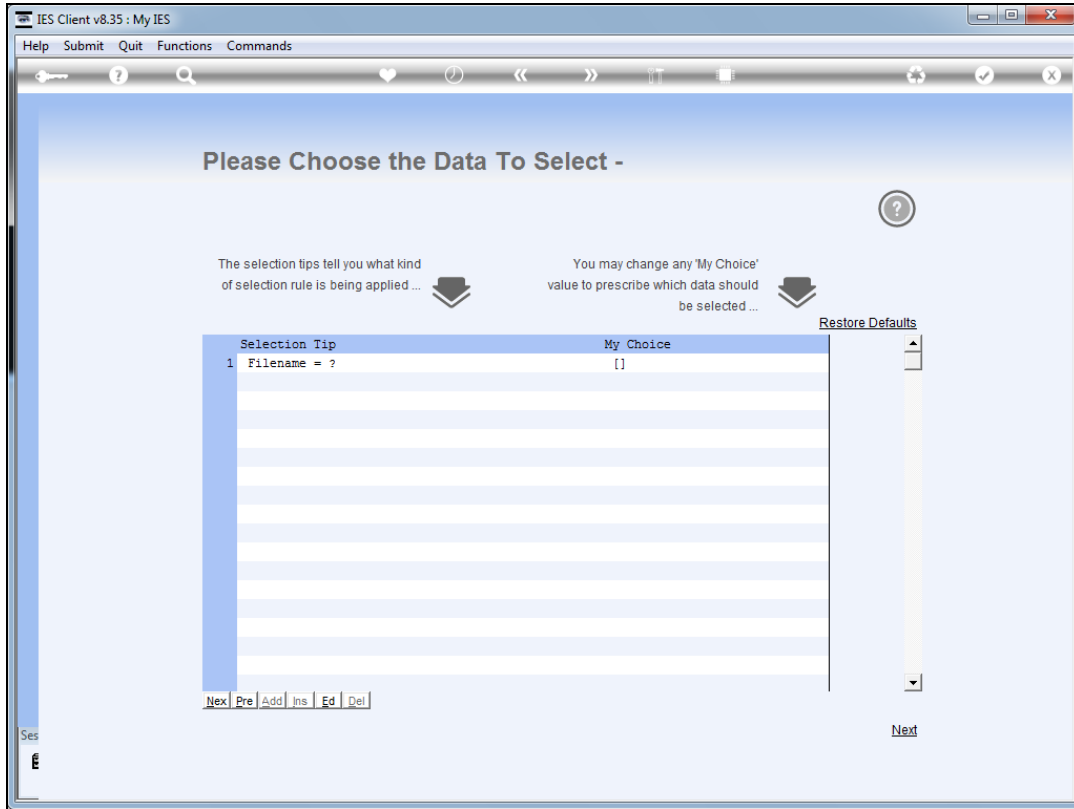 IES Client v8.35 : My IES
Help Submit Quit Functions Commands
Please Choose the Data To Select -
The selection tips tell you what kind
of selection rule is being applied ...
You may change any 'My Choice'
value to prescribe which data should
be selected ...
Restore Defaults
Selection Tip My Choice
1 Filename = ? []
Nex Pre Add Ins Ed Del
Next
Ses